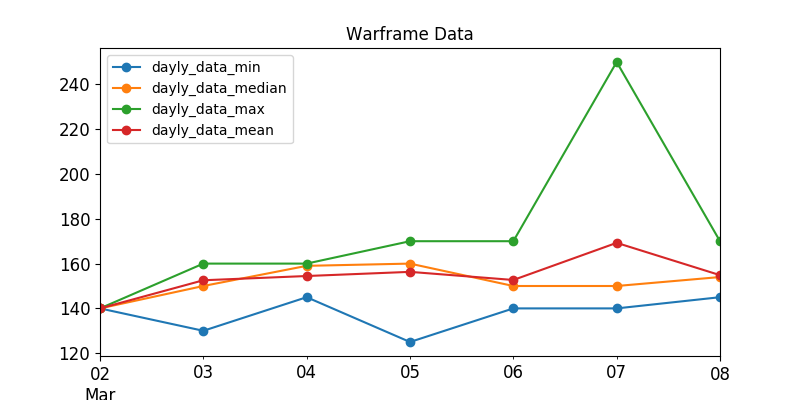 Warframe Data
dayly_data_min
dayly_data_median
dayly_data_max
dayly_data_mean
240
220
200
180
160
140
120
02 03 04 05 06 07 08
Mar